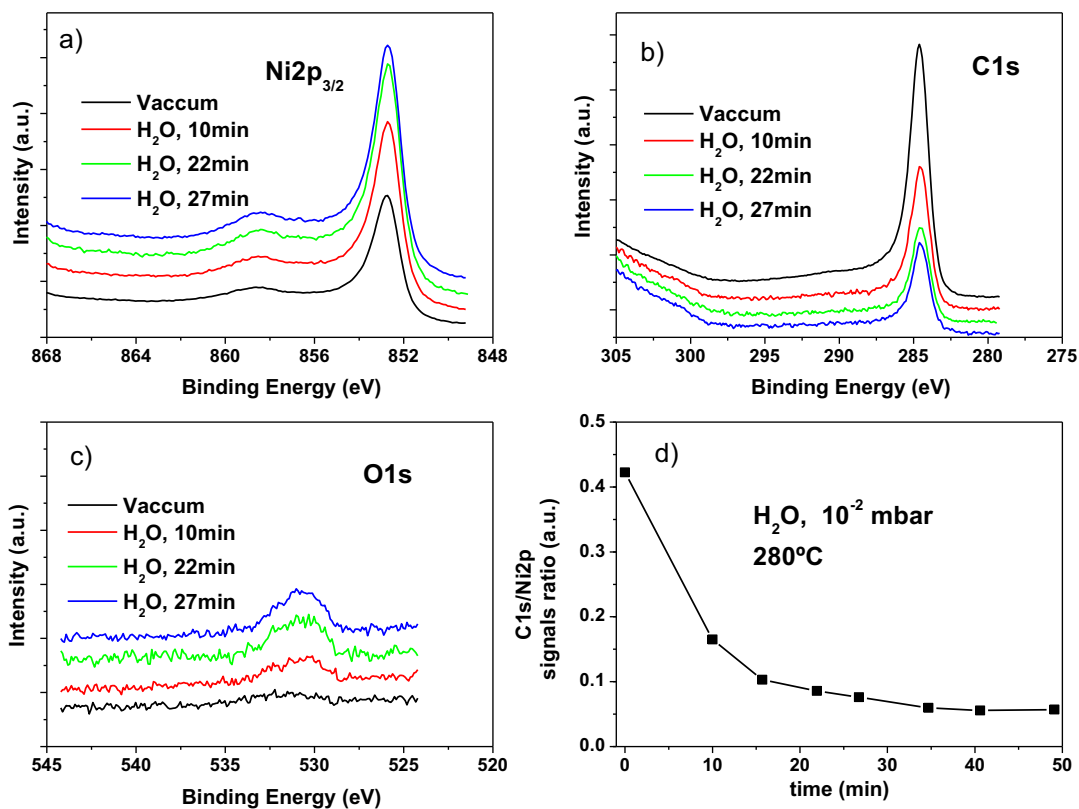 a)
Ni2p3/2
Vaccum
H2O, 10min
H2O, 22min
H2O, 27min
Intensity (a.u.)
868 864 860 856 852 848
Binding Energy (eV)
b)
C1s
Vaccum
H2O, 10min
H2O, 22min
H2O, 27min
Intensity (a.u.)
305 300 295 290 285 280 275
Binding Energy (eV)
c)
O1s
Vaccum
H2O, 10min
H2O, 22min
H2O, 27min
Intensity (a.u.)
545 540 535 530 525 520
Binding Energy (eV)
d)
H2O, 10-2 mbar
280ºC
C1s/Ni2p
signals ratio (a.u.)
0.5
0.4
0.3
0.2
0.1
0.0
0 10 20 30 40 50
time (min)